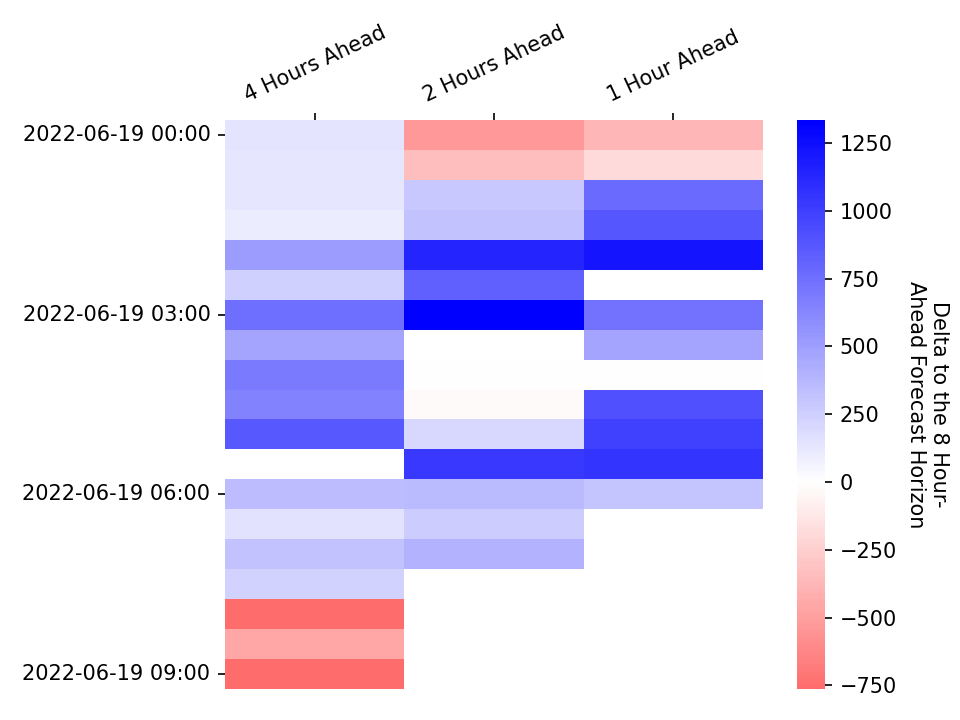 4 Hours Ahead
2 Hours Ahead
1 Hour Ahead
2022-06-19 00:00
2022-06-19 03:00
2022-06-19 06:00
2022-06-19 09:00
1250
1000
750
500
250
0
−250
−500
−750
Delta to the 8 Hour-
Ahead Forecast Horizon